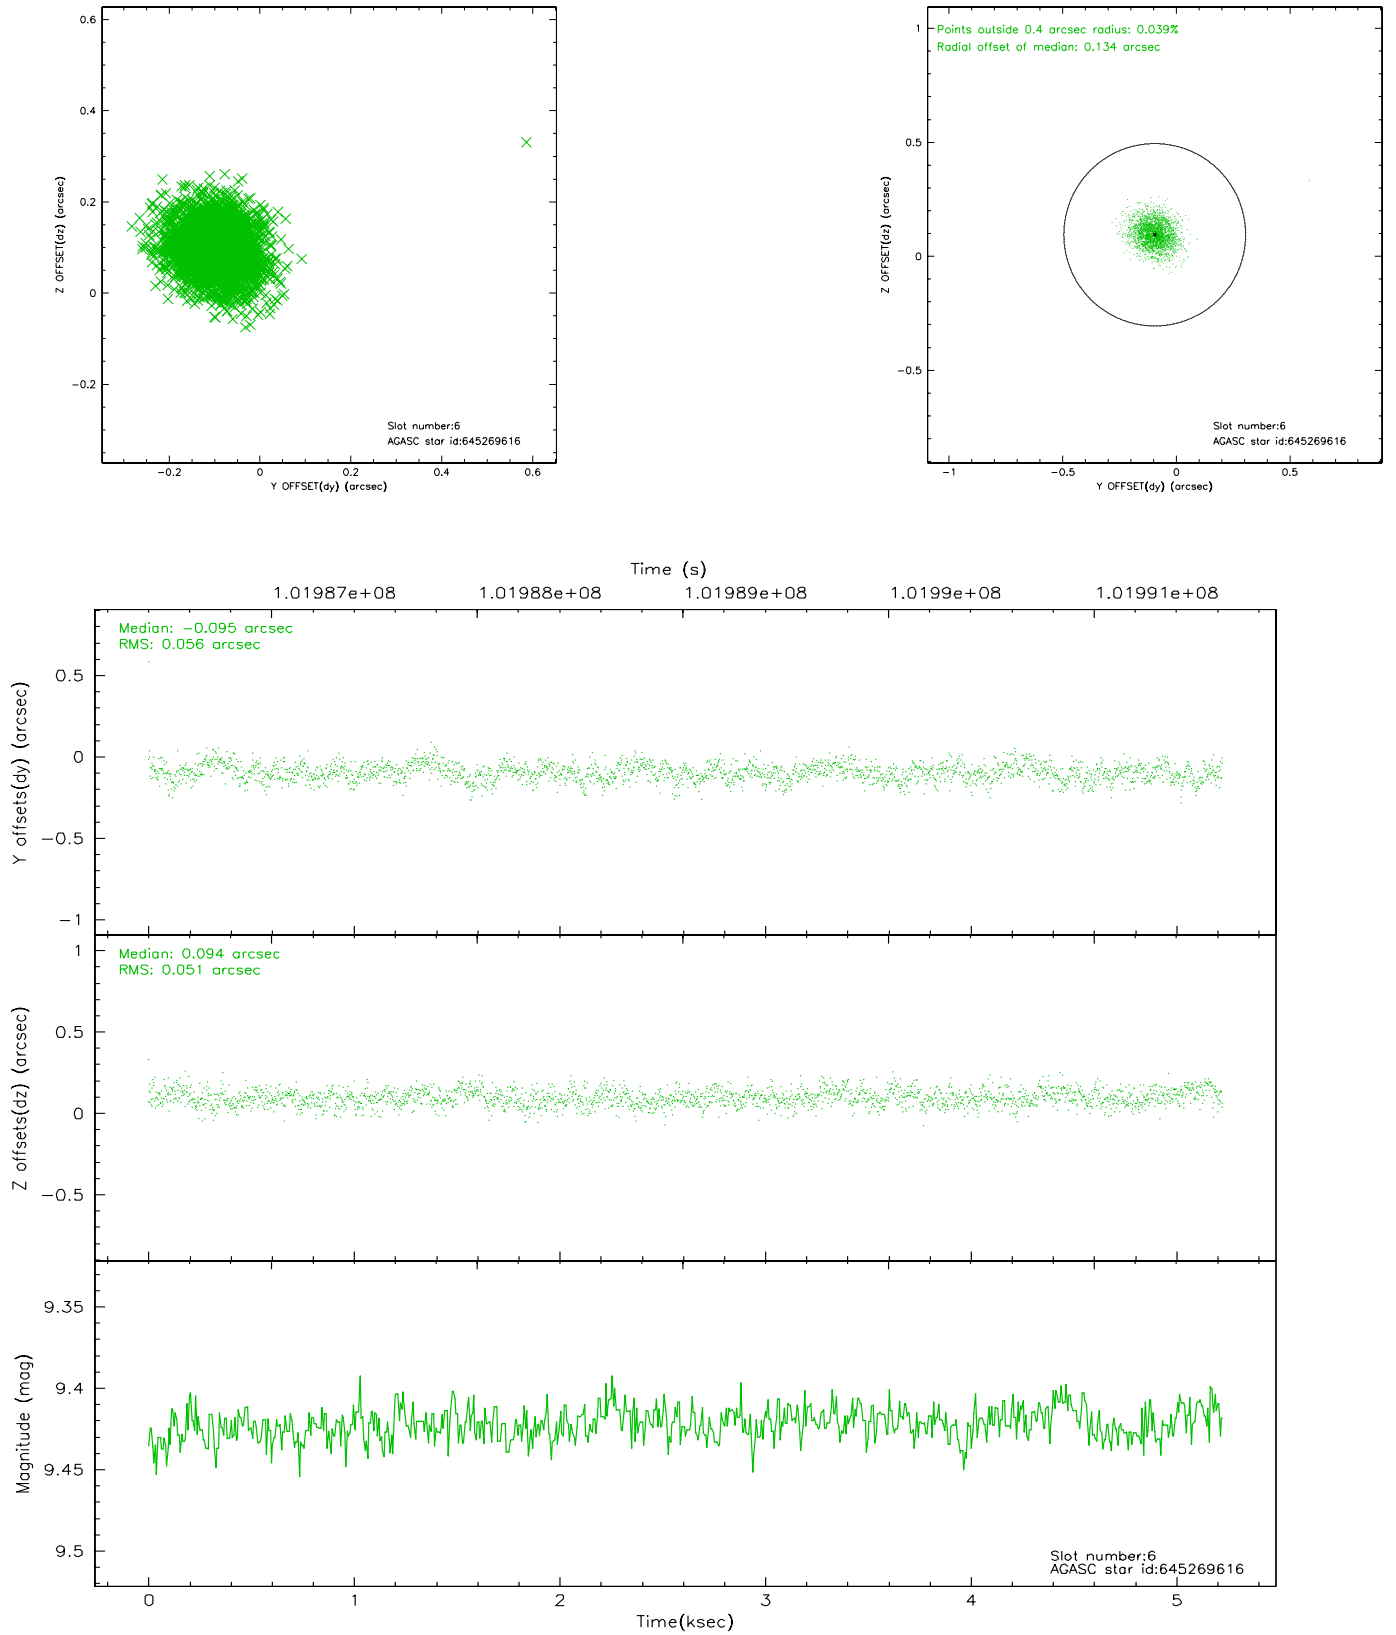 0.6
0.4
0.2
0
−0.2
Z OFFSET(dz) (arcsec)
Slot number:6
AGASC star id:645269616
−0.2 0 0.2 0.4 0.6
Y OFFSET(dy) (arcsec)
Points outside 0.4 arcsec radius: 0.039%
Radial offset of median: 0.134 arcsec
1
0.5
0
−0.5
Z OFFSET(dz) (arcsec)
Slot number:6
AGASC star id:645269616
−1 −0.5 0 0.5
Y OFFSET(dy) (arcsec)
Time (s)
1.01987e+08 1.01988e+08 1.01989e+08 1.0199e+08 1.01991e+08
Median: −0.095 arcsec
RMS: 0.056 arcsec
0.5
0
−0.5
−1
Y offsets(dy) (arcsec)
Median: 0.094 arcsec
RMS: 0.051 arcsec
1
0.5
0
−0.5
Z offsets(dz) (arcsec)
9.35
9.4
9.45
9.5
Magnitude (mag)
Slot number:6
AGASC star id:645269616
0 1 2 3 4 5
Time(ksec)